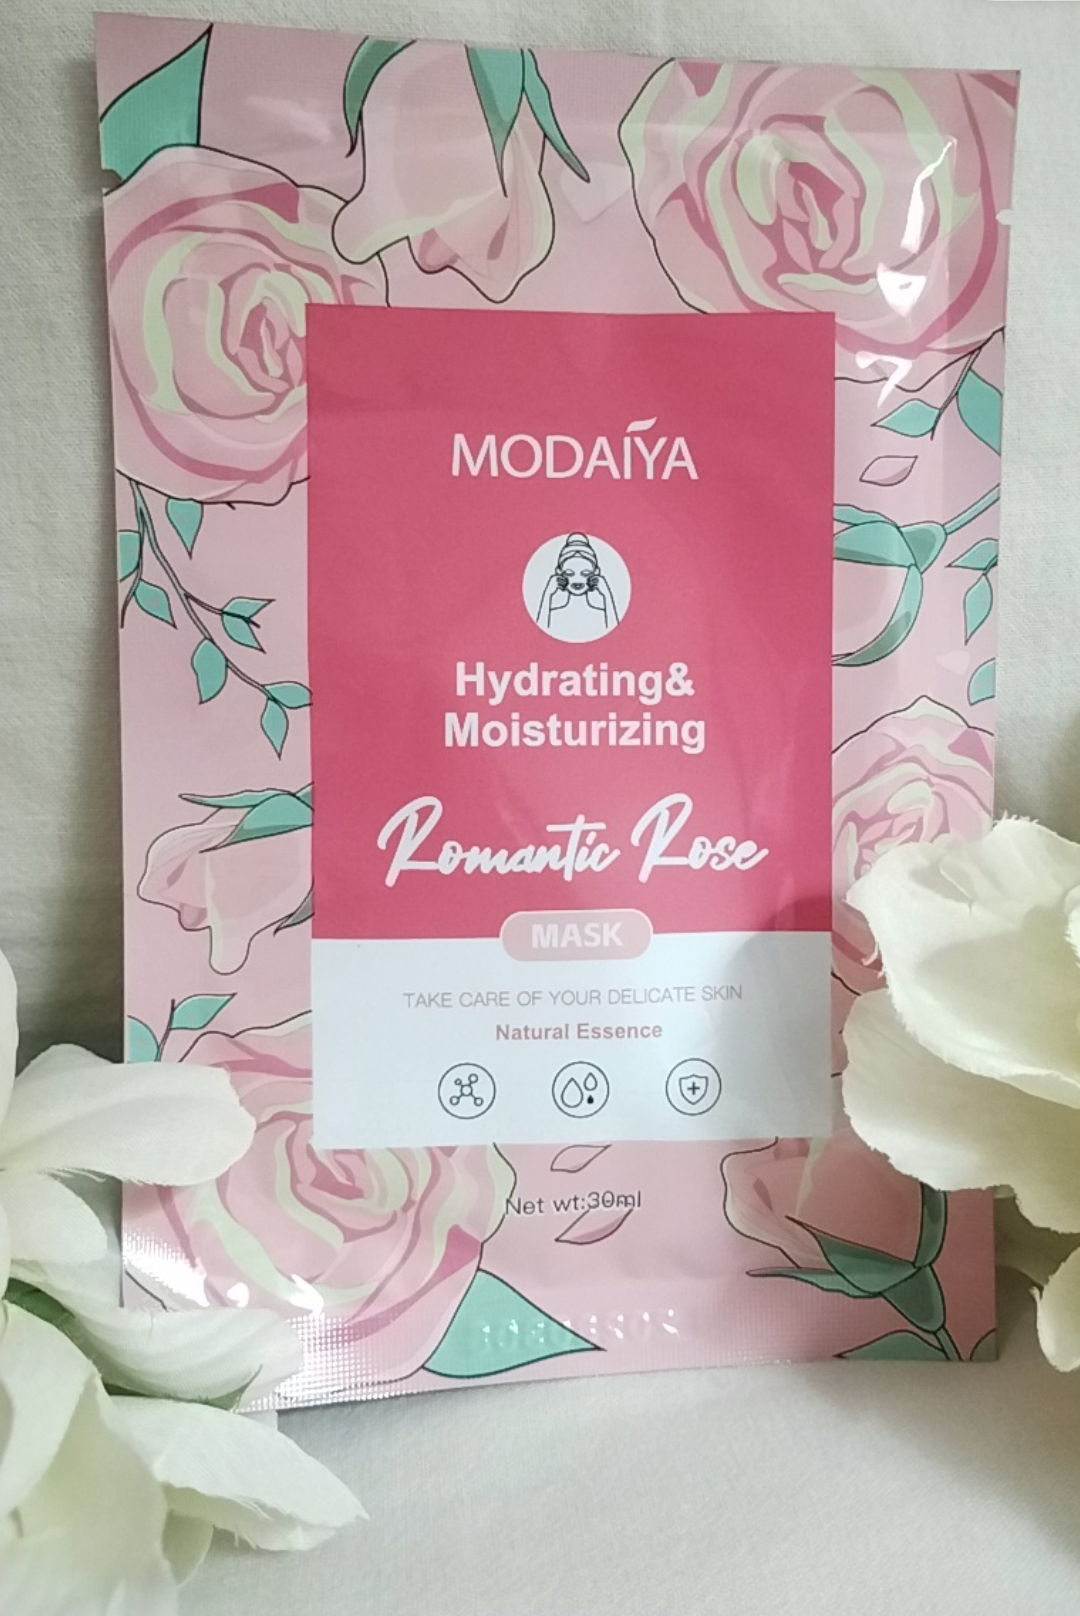 MODAIYA
Hydrating&
Moisturizing
Romantic Rose
MASK
TAKE CARE OF YOUR DELICATE SKIN
Natural Essence
Net wt:30ml